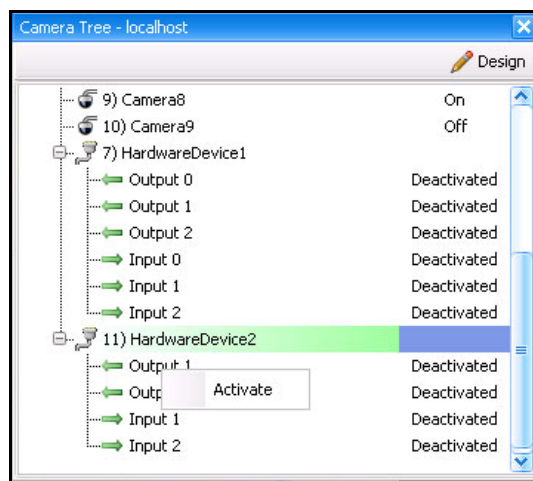 Camera Tree - localhost
Design
9) Camera8 On
10) Camera9 Off
7) HardwareDevice1
Output 0 Deactivated
Output 1 Deactivated
Output 2 Deactivated
Input 0 Deactivated
Input 1 Deactivated
Input 2 Deactivated
11) HardwareDevice2
Output 1 Deactivated
Outp Deactivated
Activate
Input 1 Deactivated
Input 2 Deactivated